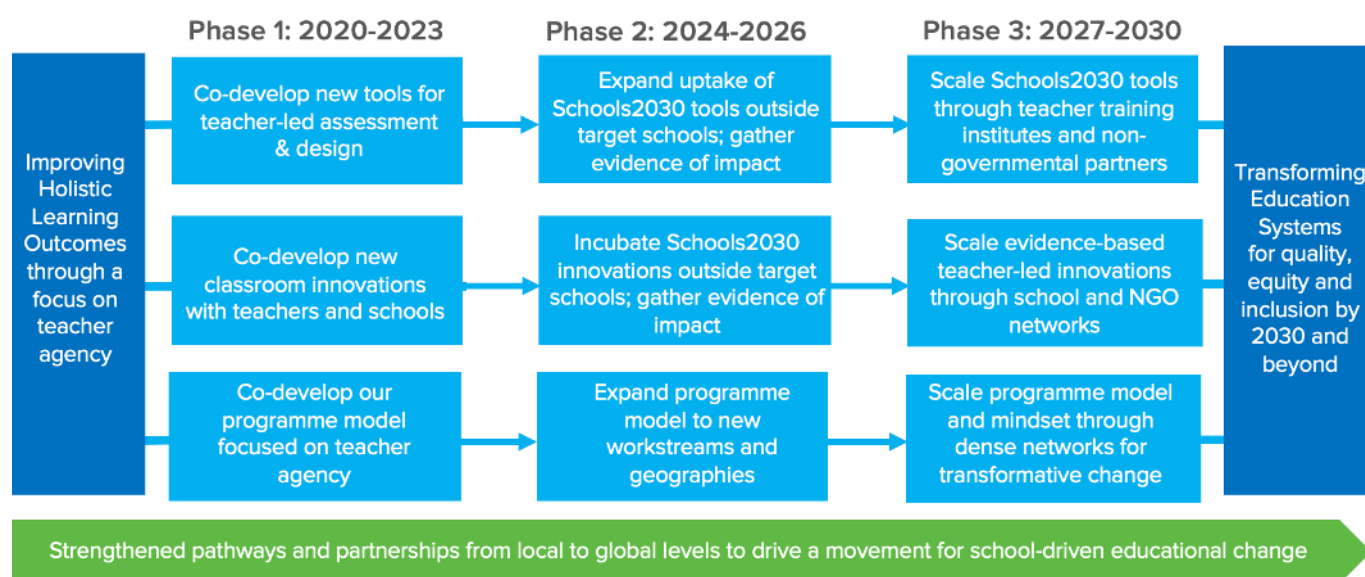 Phase 1: 2020-2023
Phase 2: 2024-2026
Phase 3: 2027-2030
Improving
Holistic
Learning
Outcomes
through a
focus on
teacher
agency
Co-develop new tools for
teacher-led assessment
& design
Expand uptake of
Schools2030 tools outside
target schools; gather
evidence of impact
Scale Schools2030 tools
through teacher training
institutes and non-
governmental partners
Co-develop new
classroom innovations
with teachers and schools
Incubate Schools2030
innovations outside target
schools; gather evidence of
impact
Scale evidence-based
teacher-led innovations
through school and NGO
networks
Co-develop our
programme model
focused on teacher
agency
Expand programme
model to new
workstreams and
geographies
Scale programme model
and mindset through
dense networks for
transformative change
Transforming
Education
Systems
for quality,
equity and
inclusion by
2030 and
beyond
Strengthened pathways and partnerships from local to global levels to drive a movement for school-driven educational change